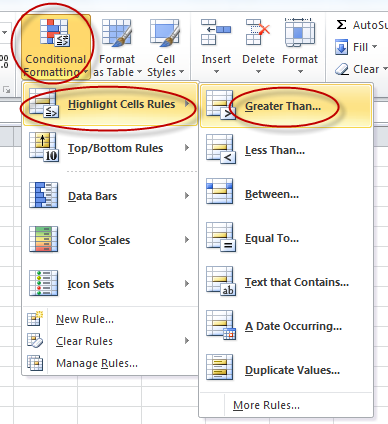 Conditional Formatting
Format as Table
Cell Styles
Insert
Delete
Format
Σ AutoSu
Fill
Clear
Highlight Cells Rules
Top/Bottom Rules
Data Bars
Color Scales
Icon Sets
New Rule...
Clear Rules
Manage Rules...
Greater Than...
Less Than...
Between...
Equal To...
Text that Contains...
A Date Occurring...
Duplicate Values...
More Rules...